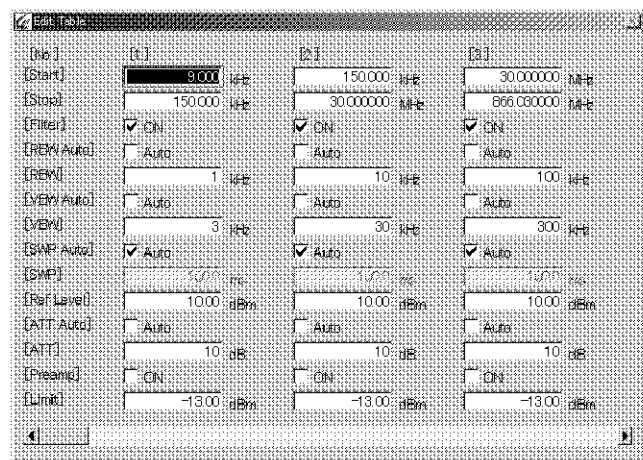 Edit Table
[No.] [1] [2] [3]
[Start] 9.000 kHz 150.000 kHz 30.000000 MHz
[Stop] 150.000 kHz 30.000000 MHz 866.030000 MHz
[Filter] ON ON ON
[RBW Auto] Auto Auto Auto
[RBW] 1 kHz 10 kHz 100 kHz
[VBW Auto] Auto Auto Auto
[VBW] 3 kHz 30 kHz 300 kHz
[SWP Auto] Auto Auto Auto
[SWP]
[Ref Level] 10.00 dBm 10.00 dBm 10.00 dBm
[ATT Auto] Auto Auto Auto
[ATT] 10 dB 10 dB 10 dB
[Preamp] ON ON ON
[Limit] -13.00 dBm -13.00 dBm -13.00 dBm